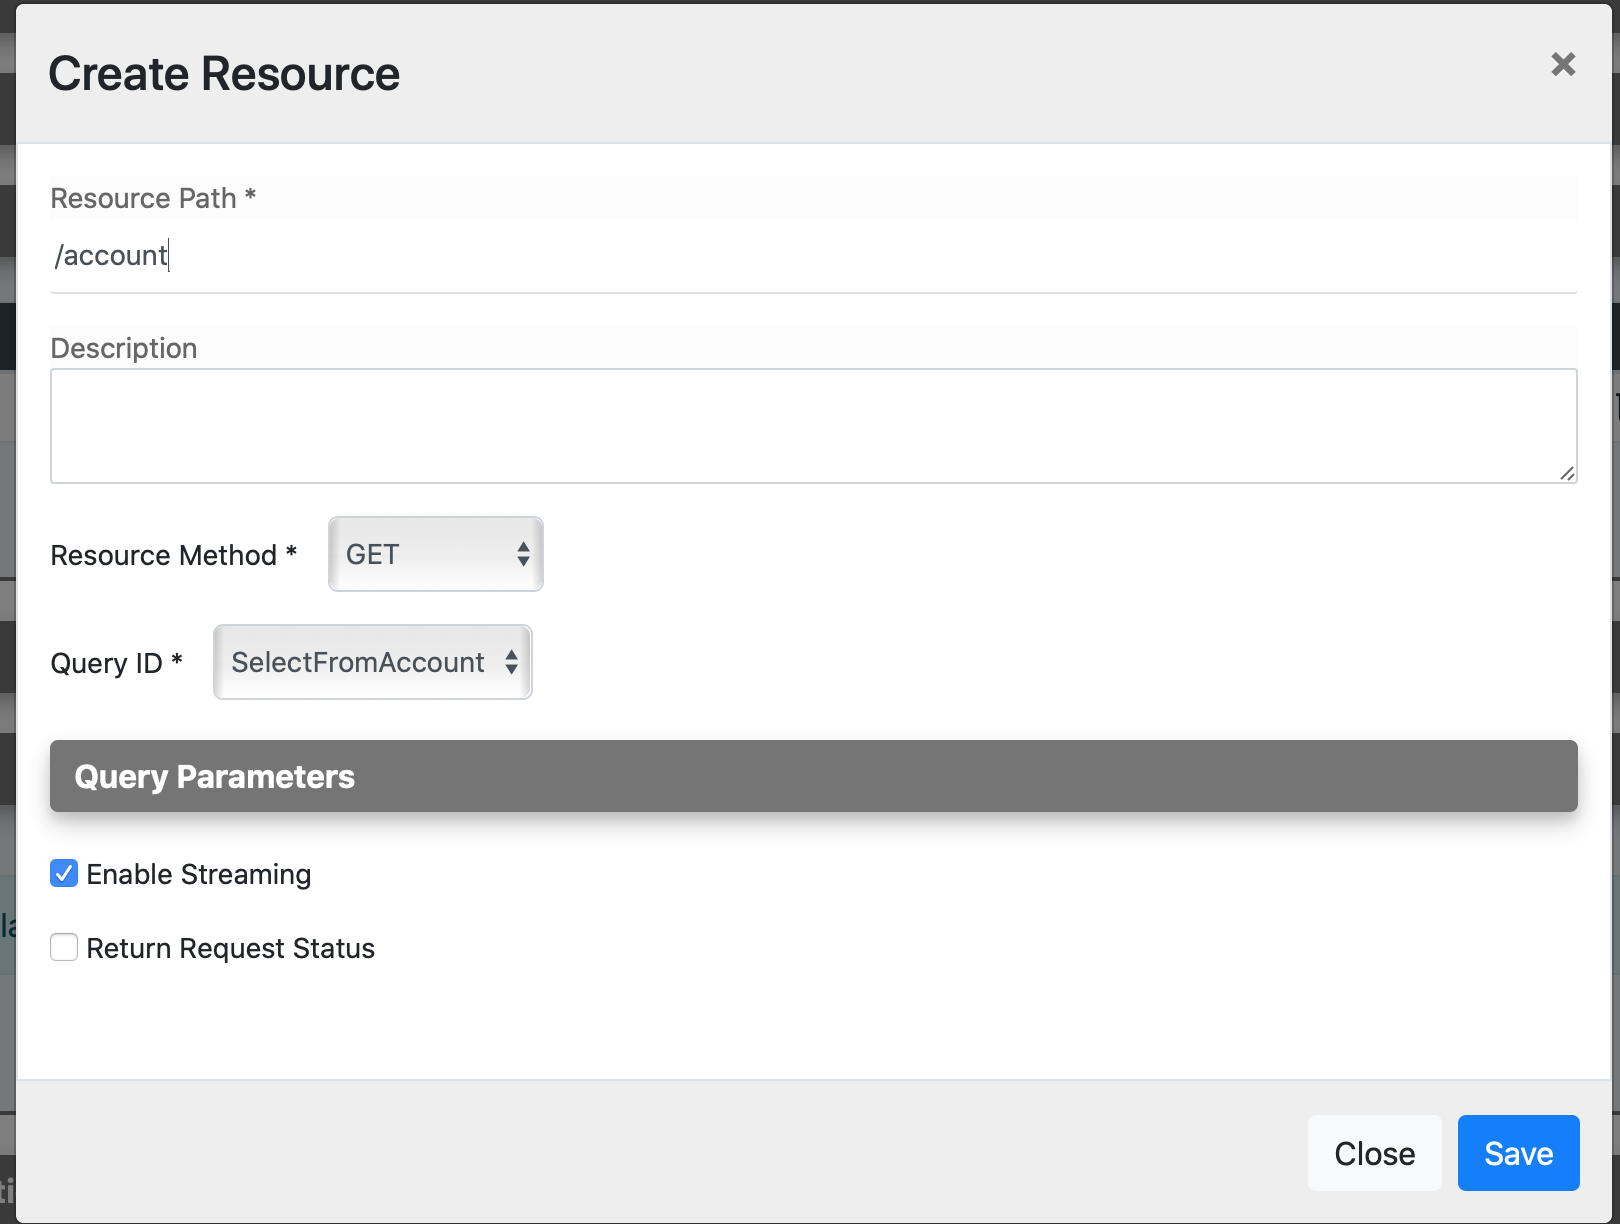 Create Resource
×
Resource Path *
/account
Description
Resource Method * GET
Query ID * SelectFromAccount
Query Parameters
Enable Streaming
Return Request Status
Close Save